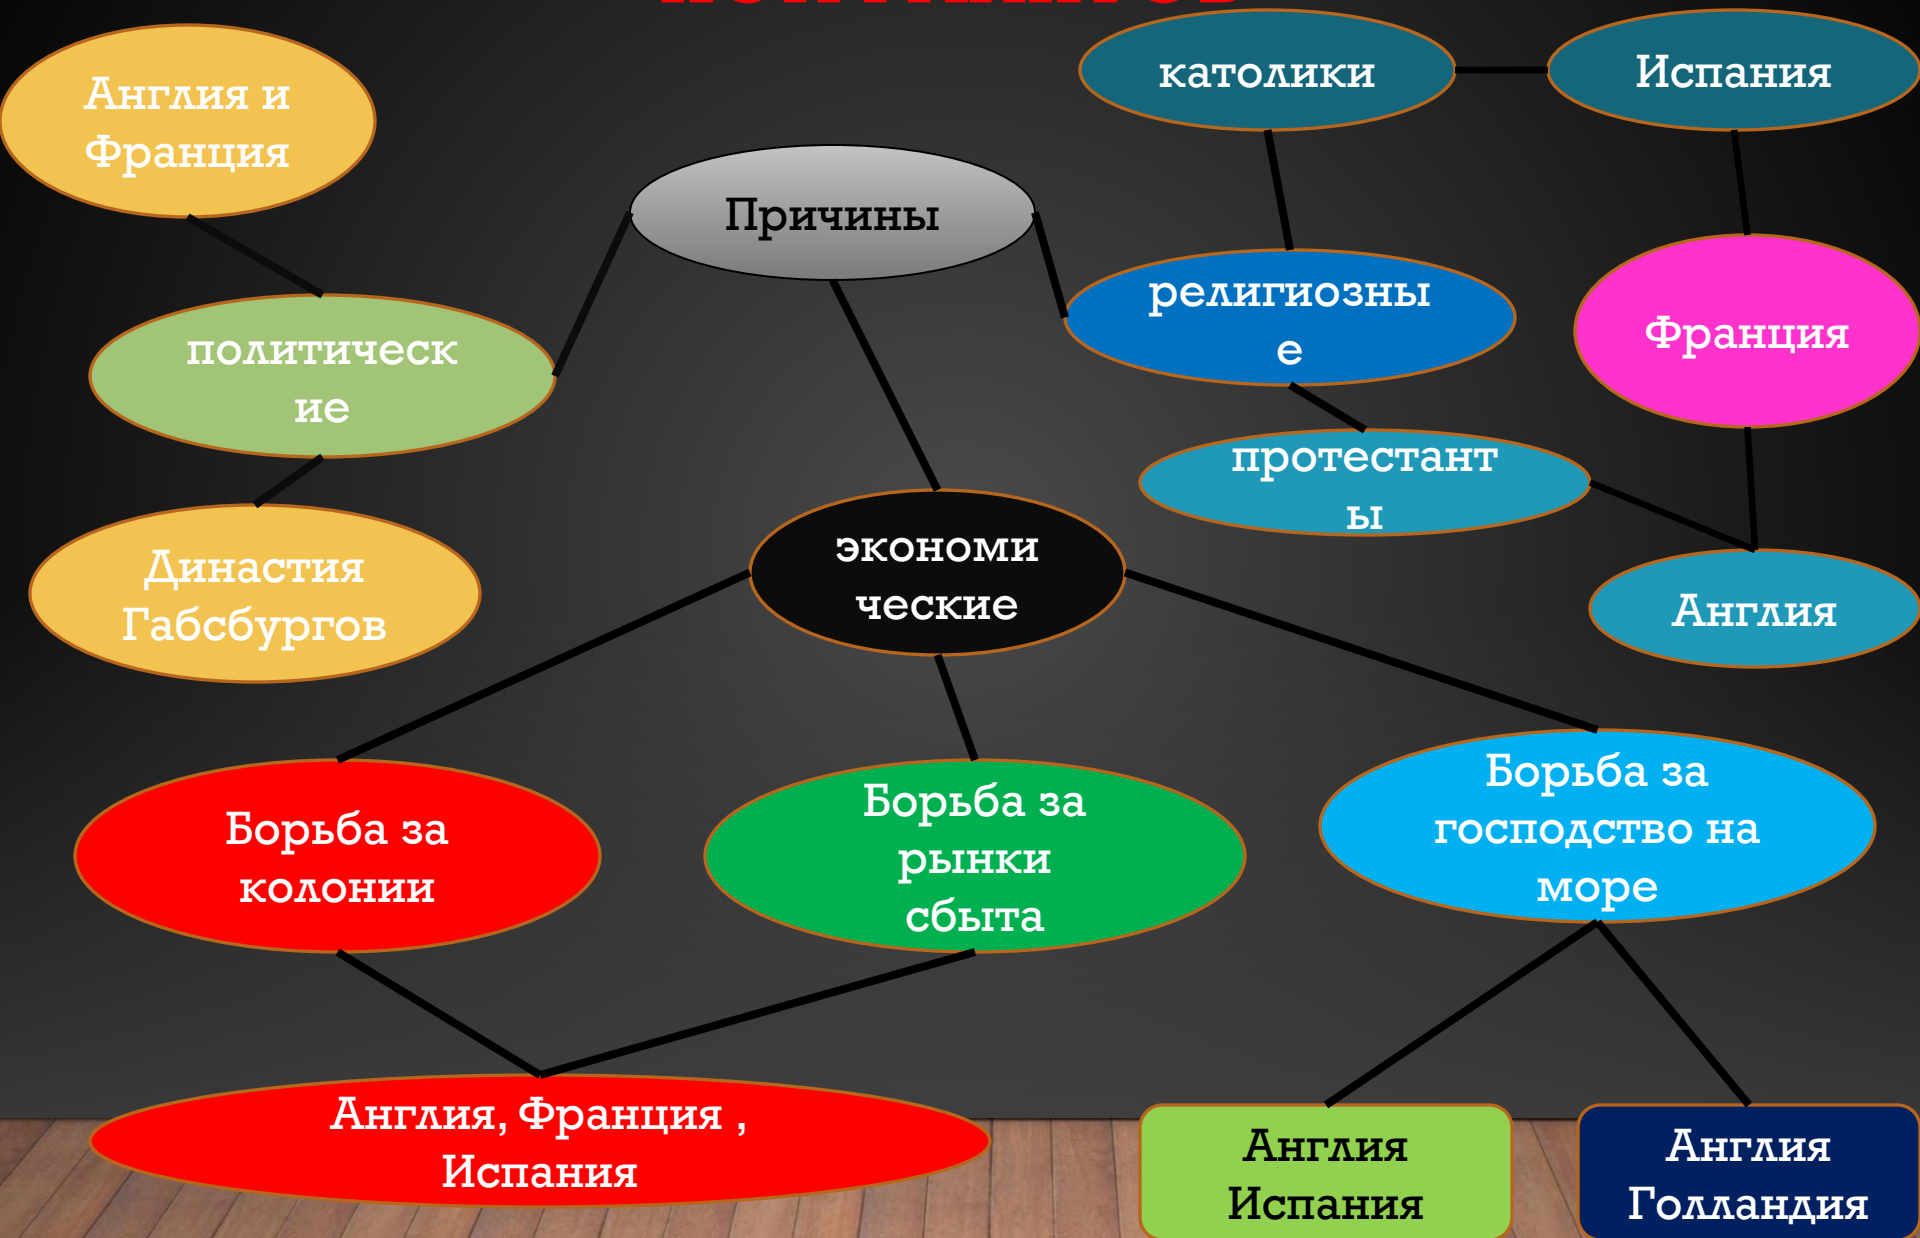 Англия и
Франция
католики
Испания
Причины
политическ
ие
религиозны
е
Франция
протестант
ы
Династия
Габсбургов
экономи
ческие
Англия
Борьба за
колонии
Борьба за
рынки
сбыта
Борьба за
господство на
море
Англия, Франция ,
Испания
Англия
Испания
Англия
Голландия